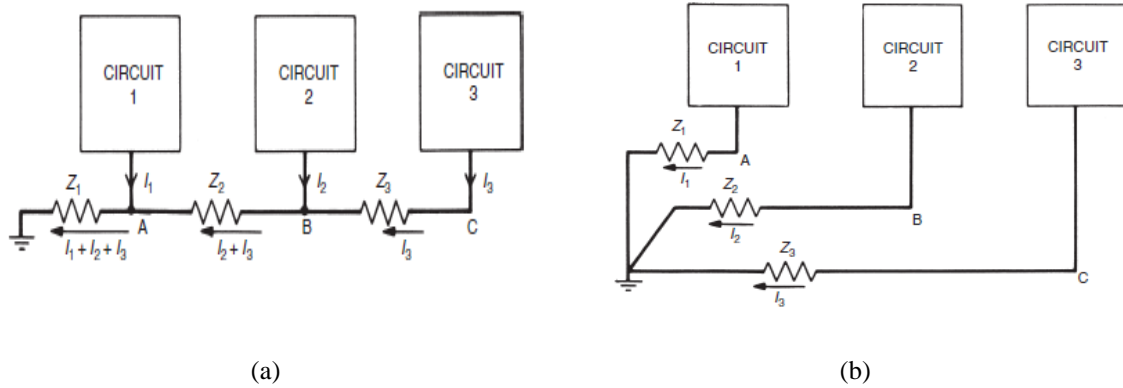 CIRCUIT
1
CIRCUIT
2
CIRCUIT
3
Z1
I1
Z2
I2
Z3
I3
A
B
C
I1 + I2 + I3
I2 + I3
I3
(a)
CIRCUIT
1
CIRCUIT
2
CIRCUIT
3
Z1
A
I1
Z2
B
I2
Z3
C
I3
(b)